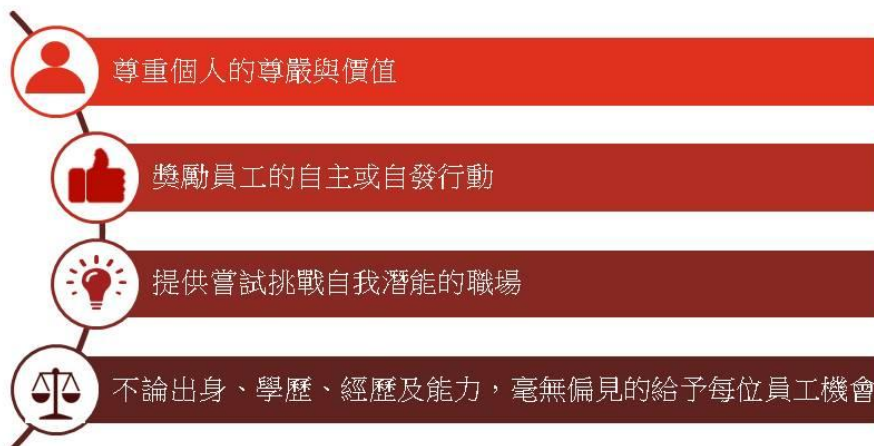 尊重個人的尊嚴與價值
獎勵員工的自主或自發行動
提供嘗試挑戰自我潛能的職場
不論出身、學歷、經歷及能力，毫無偏見的給予每位員工機會